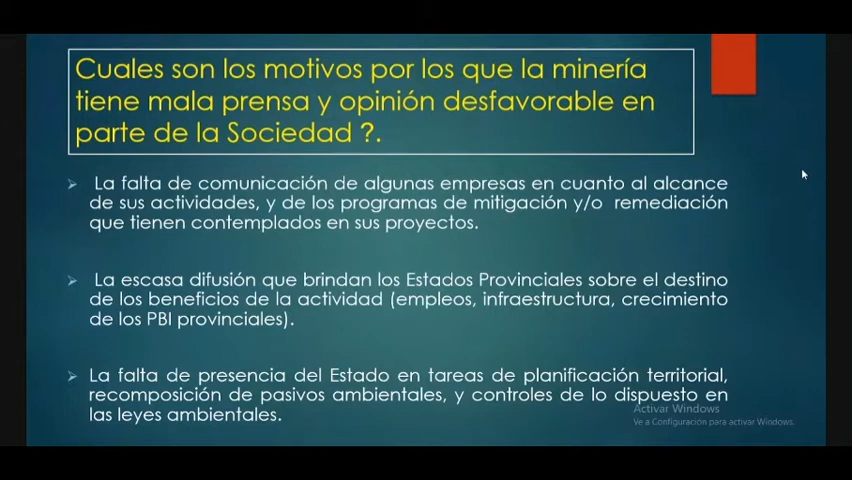 Cuales son los motivos por los que la minería
tiene mala prensa y opinión desfavorable en
parte de la Sociedad ?.
La falta de comunicación de algunas empresas en cuanto al alcance
de sus actividades, y de los programas de mitigación y/o remediación
que tienen contemplados en sus proyectos.
La escasa difusión que brindan los Estados Provinciales sobre el destino
de los beneficios de la actividad (empleos, infraestructura, crecimiento
de los PBI provinciales).
La falta de presencia del Estado en tareas de planificación territorial,
recomposición de pasivos ambientales, y controles de lo dispuesto en
las leyes ambientales.
Activar Windows
Ve a Configuración para activar Windows.